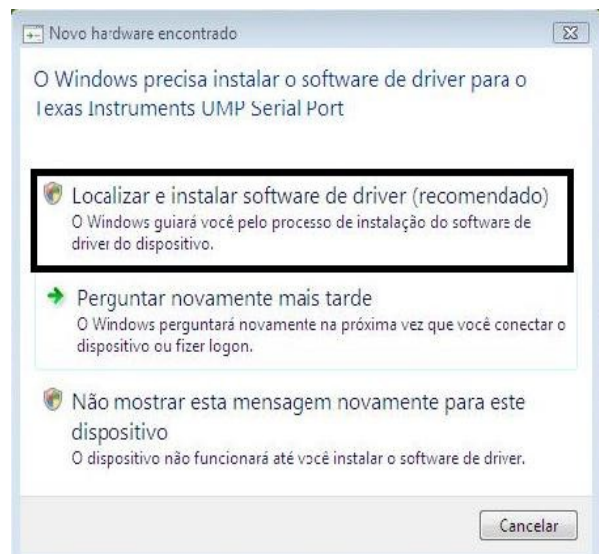 Novo hardware encontrado
O Windows precisa instalar o software de driver para o
Texas Instruments UMP Serial Port
Localizar e instalar software de driver (recomendado)
O Windows guiará você pelo processo de instalação do software de
driver do dispositivo.
Perguntar novamente mais tarde
O Windows perguntará novamente na próxima vez que você conectar o
dispositivo ou fizer logon.
Não mostrar esta mensagem novamente para este
dispositivo
O dispositivo não funcionará até você instalar o software de driver.
Cancelar